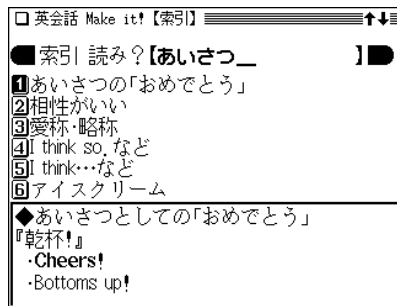 英会話 Make it!【索引】
索引 読み?【あいさつ_ 】
1あいさつの「おめでとう」
2相性がいい
3愛称·略称
4I think so.など
5I think…など
6アイスクリーム
◆あいさつとしての「おめでとう」
『乾杯!』
·Cheers!
·Bottoms up!